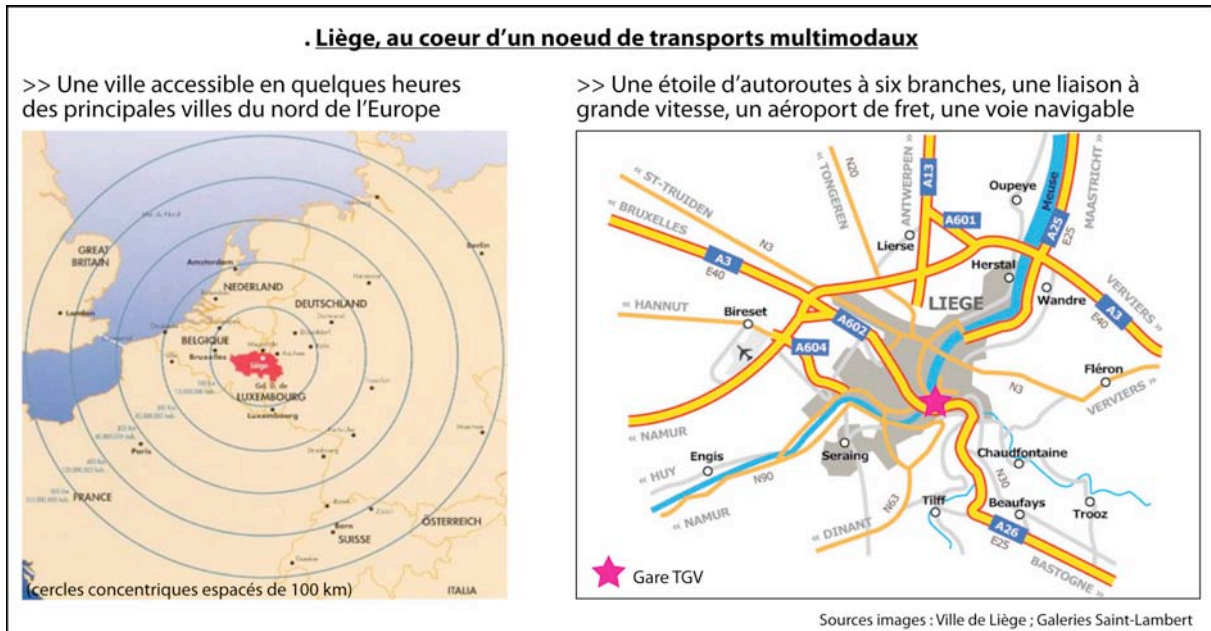 . Liège, au coeur d'un noeud de transports multimodaux
>> Une ville accessible en quelques heures
des principales villes du nord de l'Europe
GREAT
BRITAIN
London
Amsterdam
NEDERLAND
Berlin
DEUTSCHLAND
BELGIQUE
Bruxelles
Liège
Aachen
Gd. D. de
LUXEMBOURG
Luxembourg
Paris
FRANCE
Bern
SUISSE
ÖSTERREICH
ITALIA
(cercles concentriques espacés de 100 km)
>> Une étoile d'autoroutes à six branches, une liaison à
grande vitesse, un aéroport de fret, une voie navigable
« ST-TRUIDEN
« BRUXELLES
« TONGEREN
N20
ANTWERPEN »
A13
Oupeye
Meuse
MAASTRICHT »
A25
E25
A601
Lierse
N3
A3
E40
Herstal
« HANNUT
LIEGE
Wandre
VERVIERS »
A3
E40
Bireset
A602
A604
N3
Fléron
VERVIERS »
« NAMUR
Seraing
Chaudfontaine
Engis
« HUY
N90
N30
N63
Tilff
Beaufays
Trooz
« NAMUR
« DINANT
A26
E25
BASTOGNE »
Gare TGV
Sources images : Ville de Liège ; Galeries Saint-Lambert